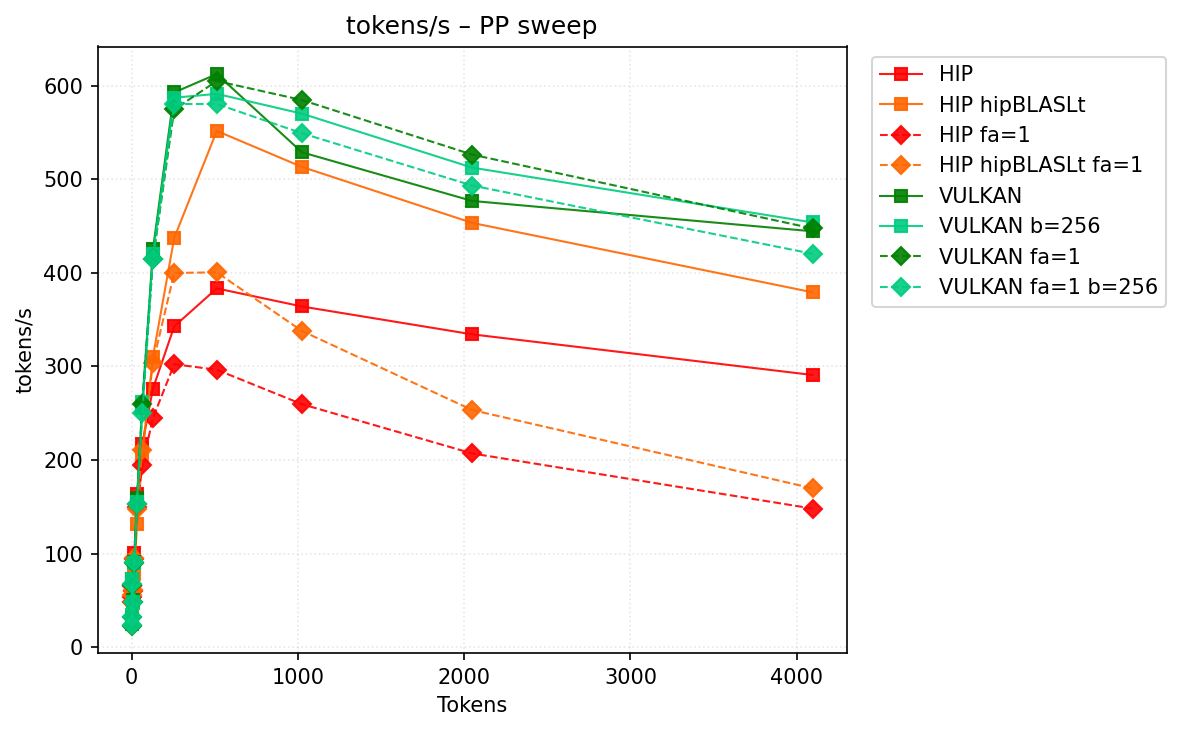 tokens/s – PP sweep
600
500
400
300
200
100
0
tokens/s
0
1000
2000
3000
4000
Tokens
HIP
HIP hipBLASLt
HIP fa=1
HIP hipBLASLt fa=1
VULKAN
VULKAN b=256
VULKAN fa=1
VULKAN fa=1 b=256